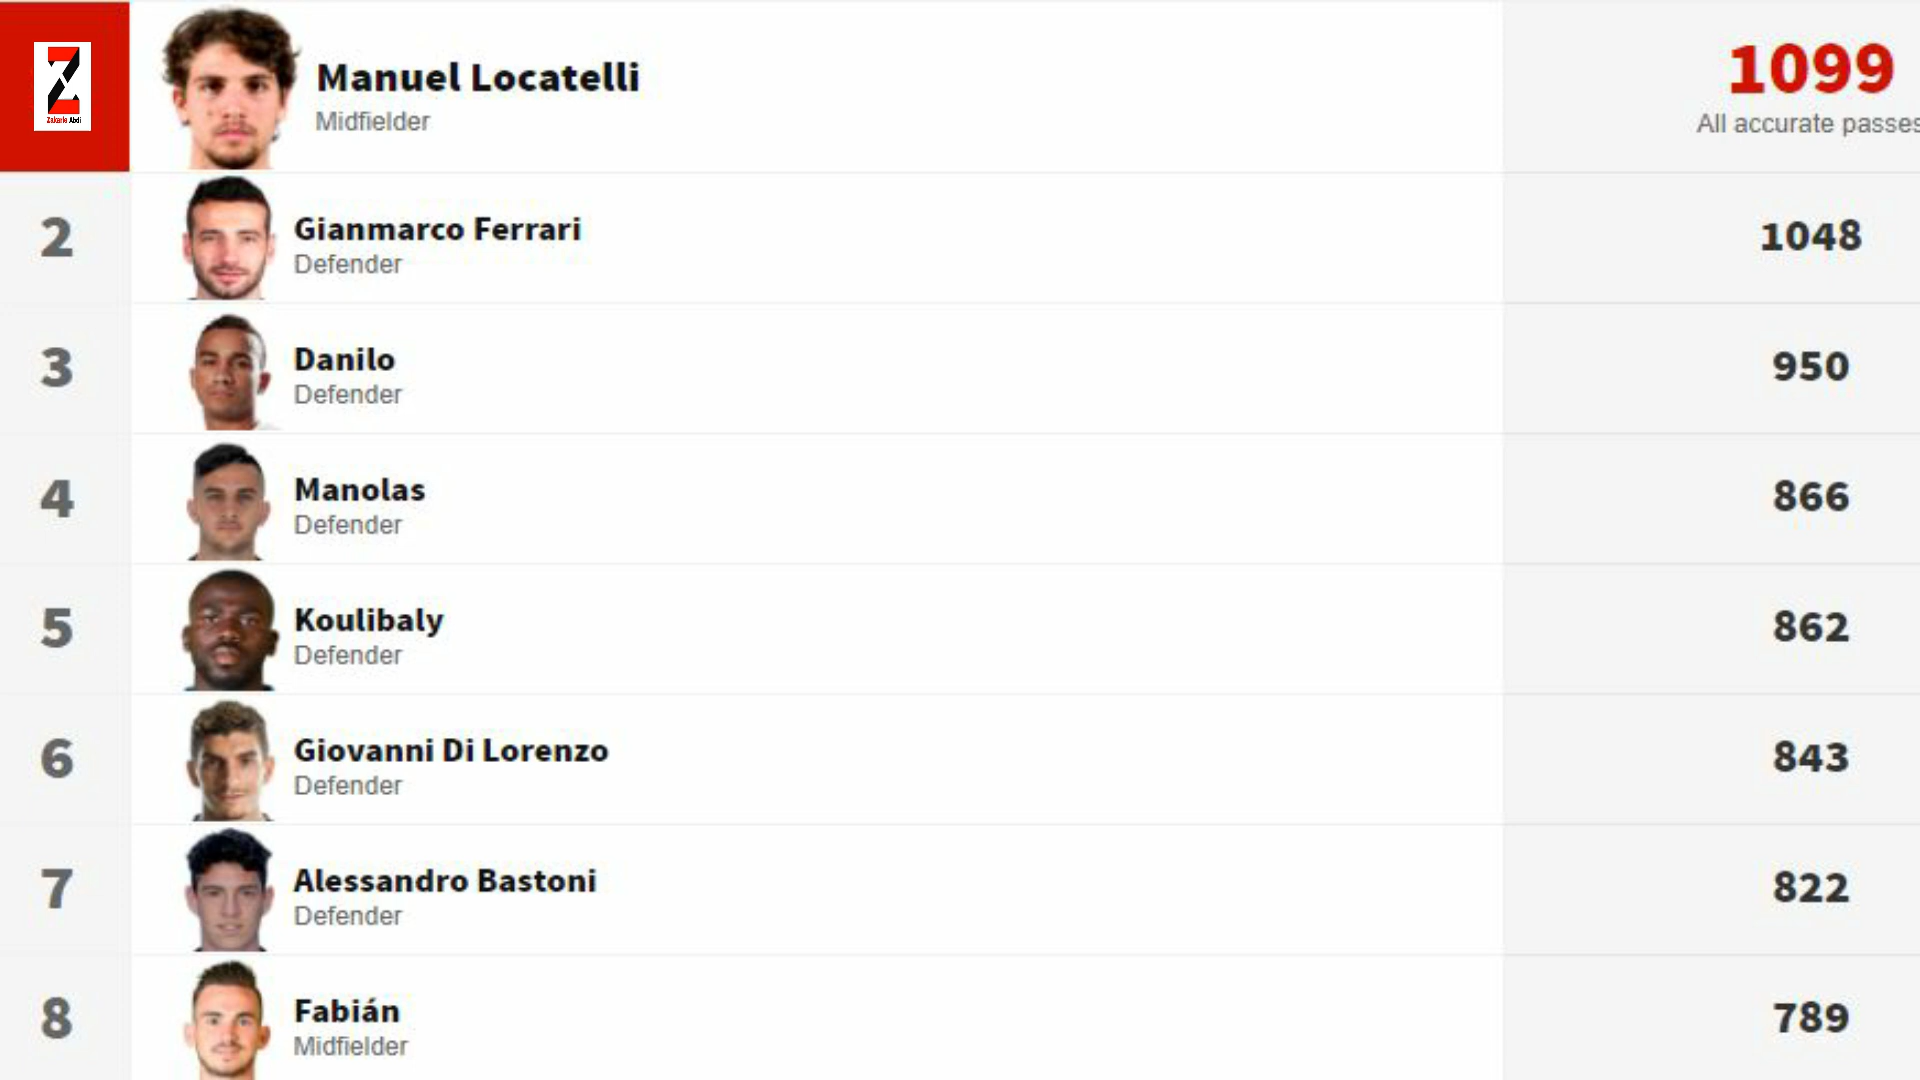 Zakarie Abdi
Manuel Locatelli
Midfielder
1099
All accurate passes
2
Gianmarco Ferrari
Defender
1048
3
Danilo
Defender
950
4
Manolas
Defender
866
5
Koulibaly
Defender
862
6
Giovanni Di Lorenzo
Defender
843
7
Alessandro Bastoni
Defender
822
8
Fabián
Midfielder
789